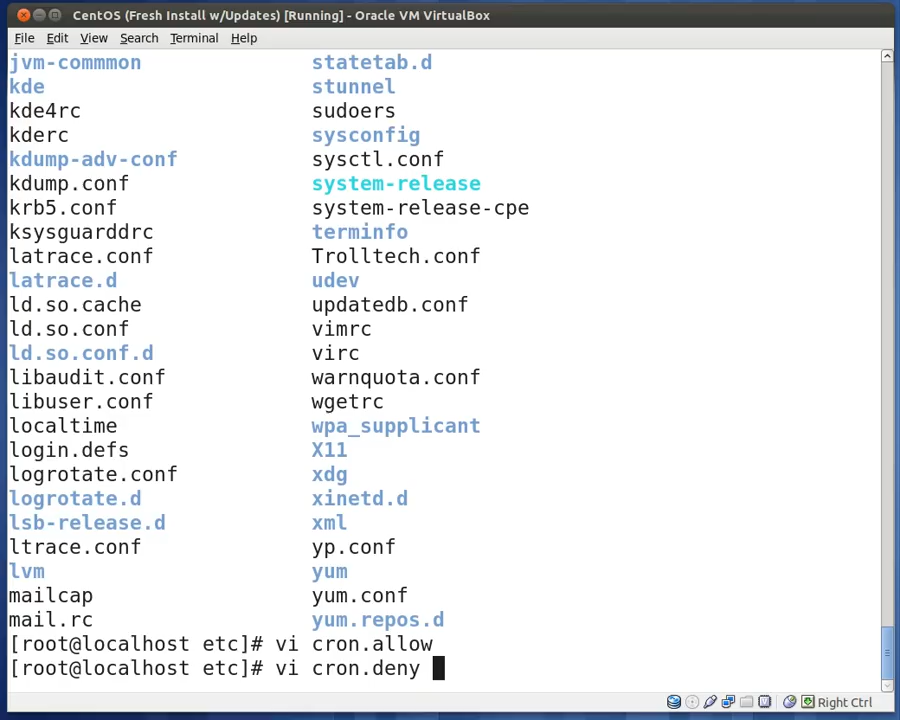 CentOS (Fresh Install w/Updates) [Running] - Oracle VM VirtualBox
File Edit View Search Terminal Help
jvm-commmon statetab.d
kde stunnel
kde4rc sudoers
kderc sysconfig
kdump-adv-conf sysctl.conf
kdump.conf system-release
krb5.conf system-release-cpe
ksysguarddrc terminfo
latrace.conf Trolltech.conf
latrace.d udev
ld.so.cache updatedb.conf
ld.so.conf vimrc
ld.so.conf.d virc
libaudit.conf warnquota.conf
libuser.conf wgetrc
localtime wpa_supplicant
login.defs X11
logrotate.conf xdg
logrotate.d xinetd.d
lsb-release.d xml
ltrace.conf yp.conf
lvm yum
mailcap yum.conf
mail.rc yum.repos.d
[root@localhost etc]# vi cron.allow
[root@localhost etc]# vi cron.deny
Right Ctrl